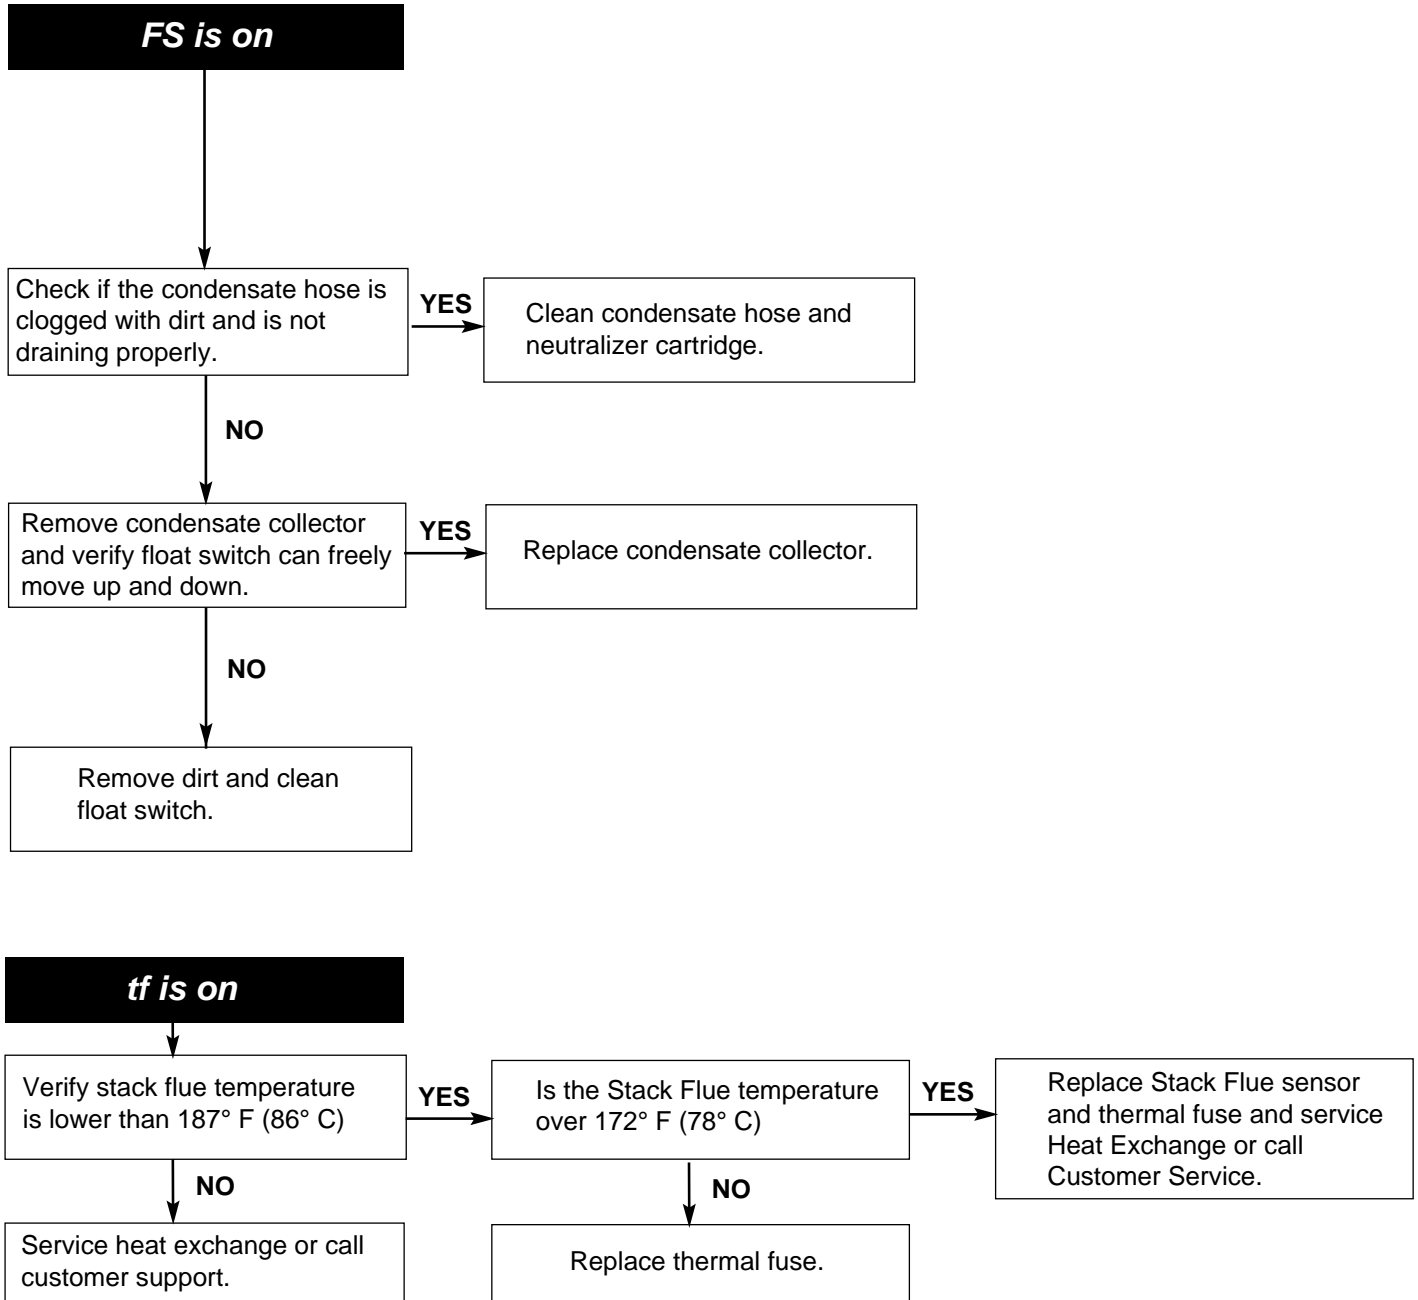 FS is on
Check if the condensate hose is
clogged with dirt and is not
draining properly.
YES
Clean condensate hose and
neutralizer cartridge.
NO
Remove condensate collector
and verify float switch can freely
move up and down.
YES
Replace condensate collector.
NO
Remove dirt and clean
float switch.
tf is on
Verify stack flue temperature
is lower than 187° F (86° C)
YES
Is the Stack Flue temperature
over 172° F (78° C)
YES
Replace Stack Flue sensor
and thermal fuse and service
Heat Exchange or call
Customer Service.
NO
Service heat exchange or call
customer support.
NO
Replace thermal fuse.